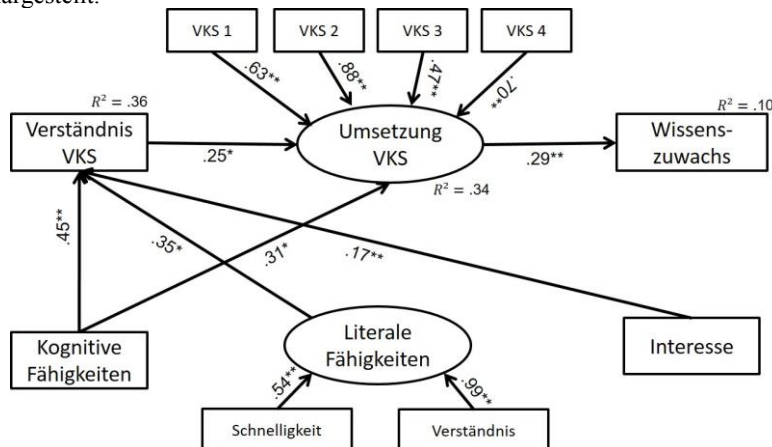 dargestellt.
VKS 1
VKS 2
VKS 3
VKS 4
.63**
.88**
.47**
.70**
R² = .36
R² = .10
Verständnis
VKS
.25*
Umsetzung
VKS
.29**
Wissens-
zuwachs
R² = .34
.45**
.35*
.31*
.17**
Kognitive
Fähigkeiten
Literale
Fähigkeiten
Interesse
.54**
.99**
Schnelligkeit
Verständnis